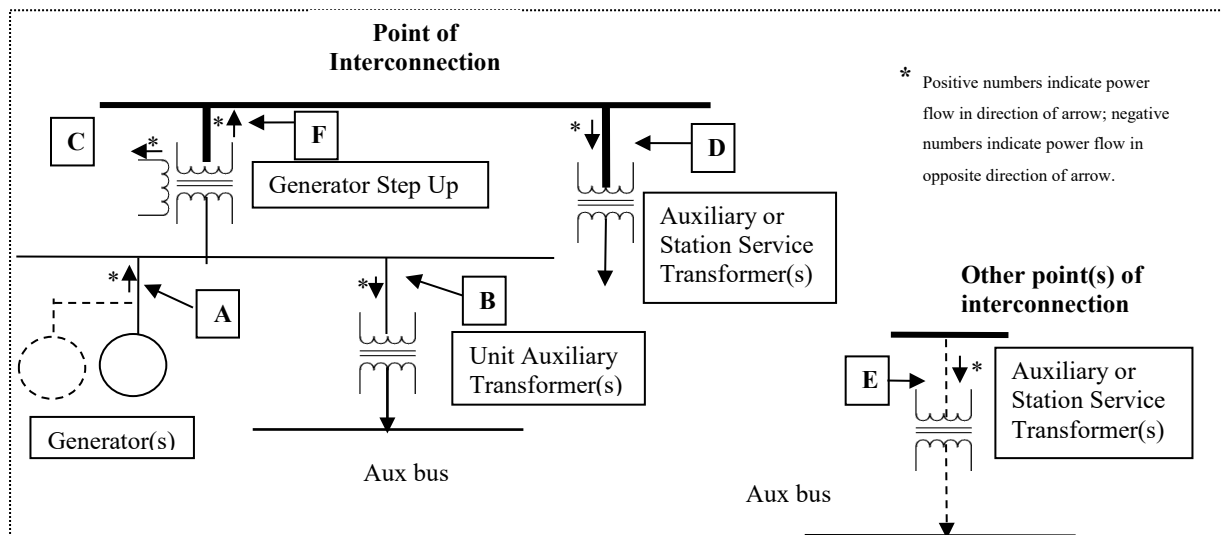 Point of
Interconnection
* Positive numbers indicate power
flow in direction of arrow; negative
numbers indicate power flow in
opposite direction of arrow.
C
*
*
F
*
D
Generator Step Up
Auxiliary or
Station Service
Transformer(s)
*
A
*
B
Other point(s) of
interconnection
Unit Auxiliary
Transformer(s)
E
*
Auxiliary or
Station Service
Transformer(s)
Generator(s)
Aux bus
Aux bus